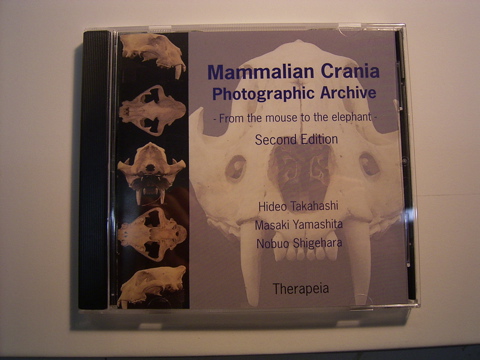 Mammalian Crania
Photographic Archive
- From the mouse to the elephant -
Second Edition
Hideo Takahashi
Masaki Yamashita
Nobuo Shigehara
Therapeia